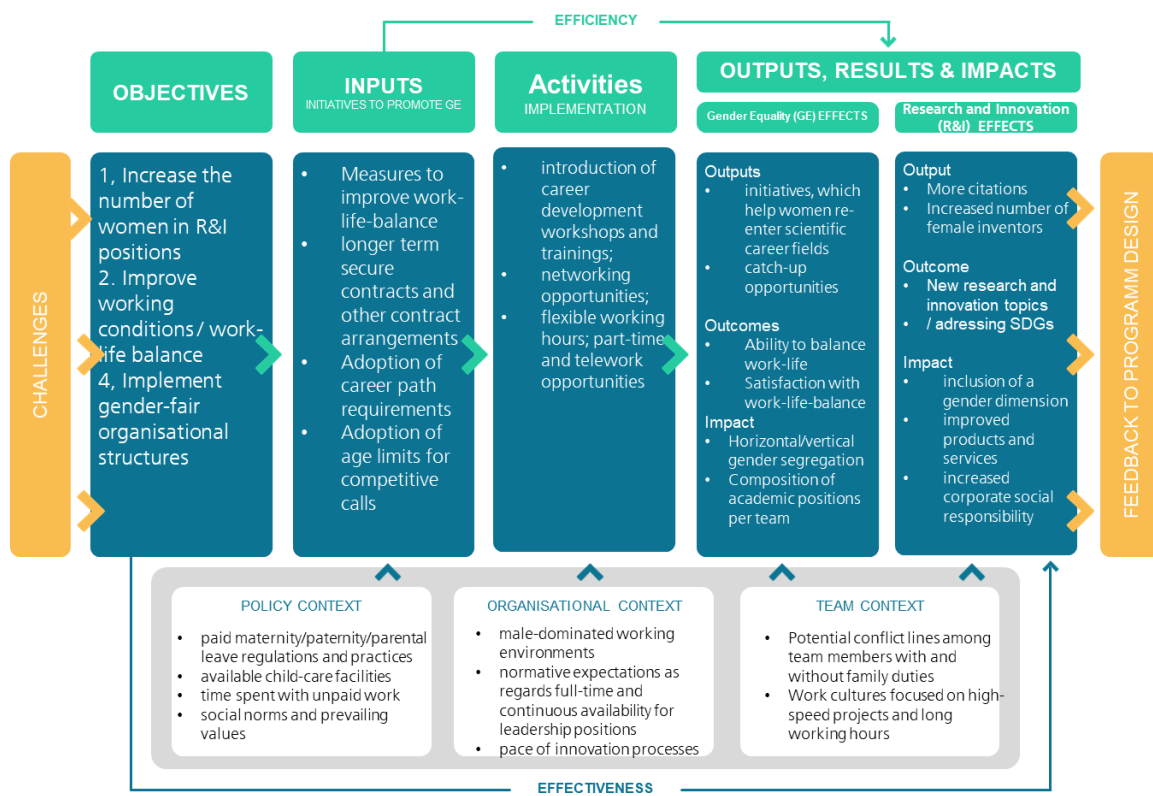 EFFICIENCY
OBJECTIVES
INPUTS
INITIATIVES TO PROMOTE GE
Activities
IMPLEMENTATION
OUTPUTS, RESULTS & IMPACTS
Gender Equality (GE) EFFECTS
Research and Innovation
(R&I) EFFECTS
CHALLENGES
1, Increase the
number of
women in R&I
positions
2. Improve
working
conditions / work-
life balance
4, Implement
gender-fair
organisational
structures
• Measures to
improve work-
life-balance
• longer term
secure
contracts and
other contract
arrangements
• Adoption of
career path
requirements
• Adoption of
age limits for
competitive
calls
• introduction of
career
development
workshops and
trainings;
• networking
opportunities;
• flexible working
hours; part-time
and telework
opportunities
Outputs
• initiatives, which
help women re-
enter scientific
career fields
• catch-up
opportunities
Outcomes
• Ability to balance
work-life
• Satisfaction with
work-life-balance
Impact
• Horizontal/vertical
gender segregation
• Composition of
academic positions
per team
Output
• More citations
• Increased number of
female inventors
Outcome
• New research and
innovation topics
• / adressing SDGs
Impact
• inclusion of a
gender dimension
• improved
products and
services
• increased
corporate social
responsibility
FEEDBACK TO PROGRAMM DESIGN
POLICY CONTEXT
• paid maternity/paternity/parental
leave regulations and practices
• available child-care facilities
• time spent with unpaid work
• social norms and prevailing
values
ORGANISATIONAL CONTEXT
• male-dominated working
environments
• normative expectations as
regards full-time and
continuous availability for
leadership positions
• pace of innovation processes
TEAM CONTEXT
• Potential conflict lines among
team members with and
without family duties
• Work cultures focused on high-
speed projects and long
working hours
EFFECTIVENESS